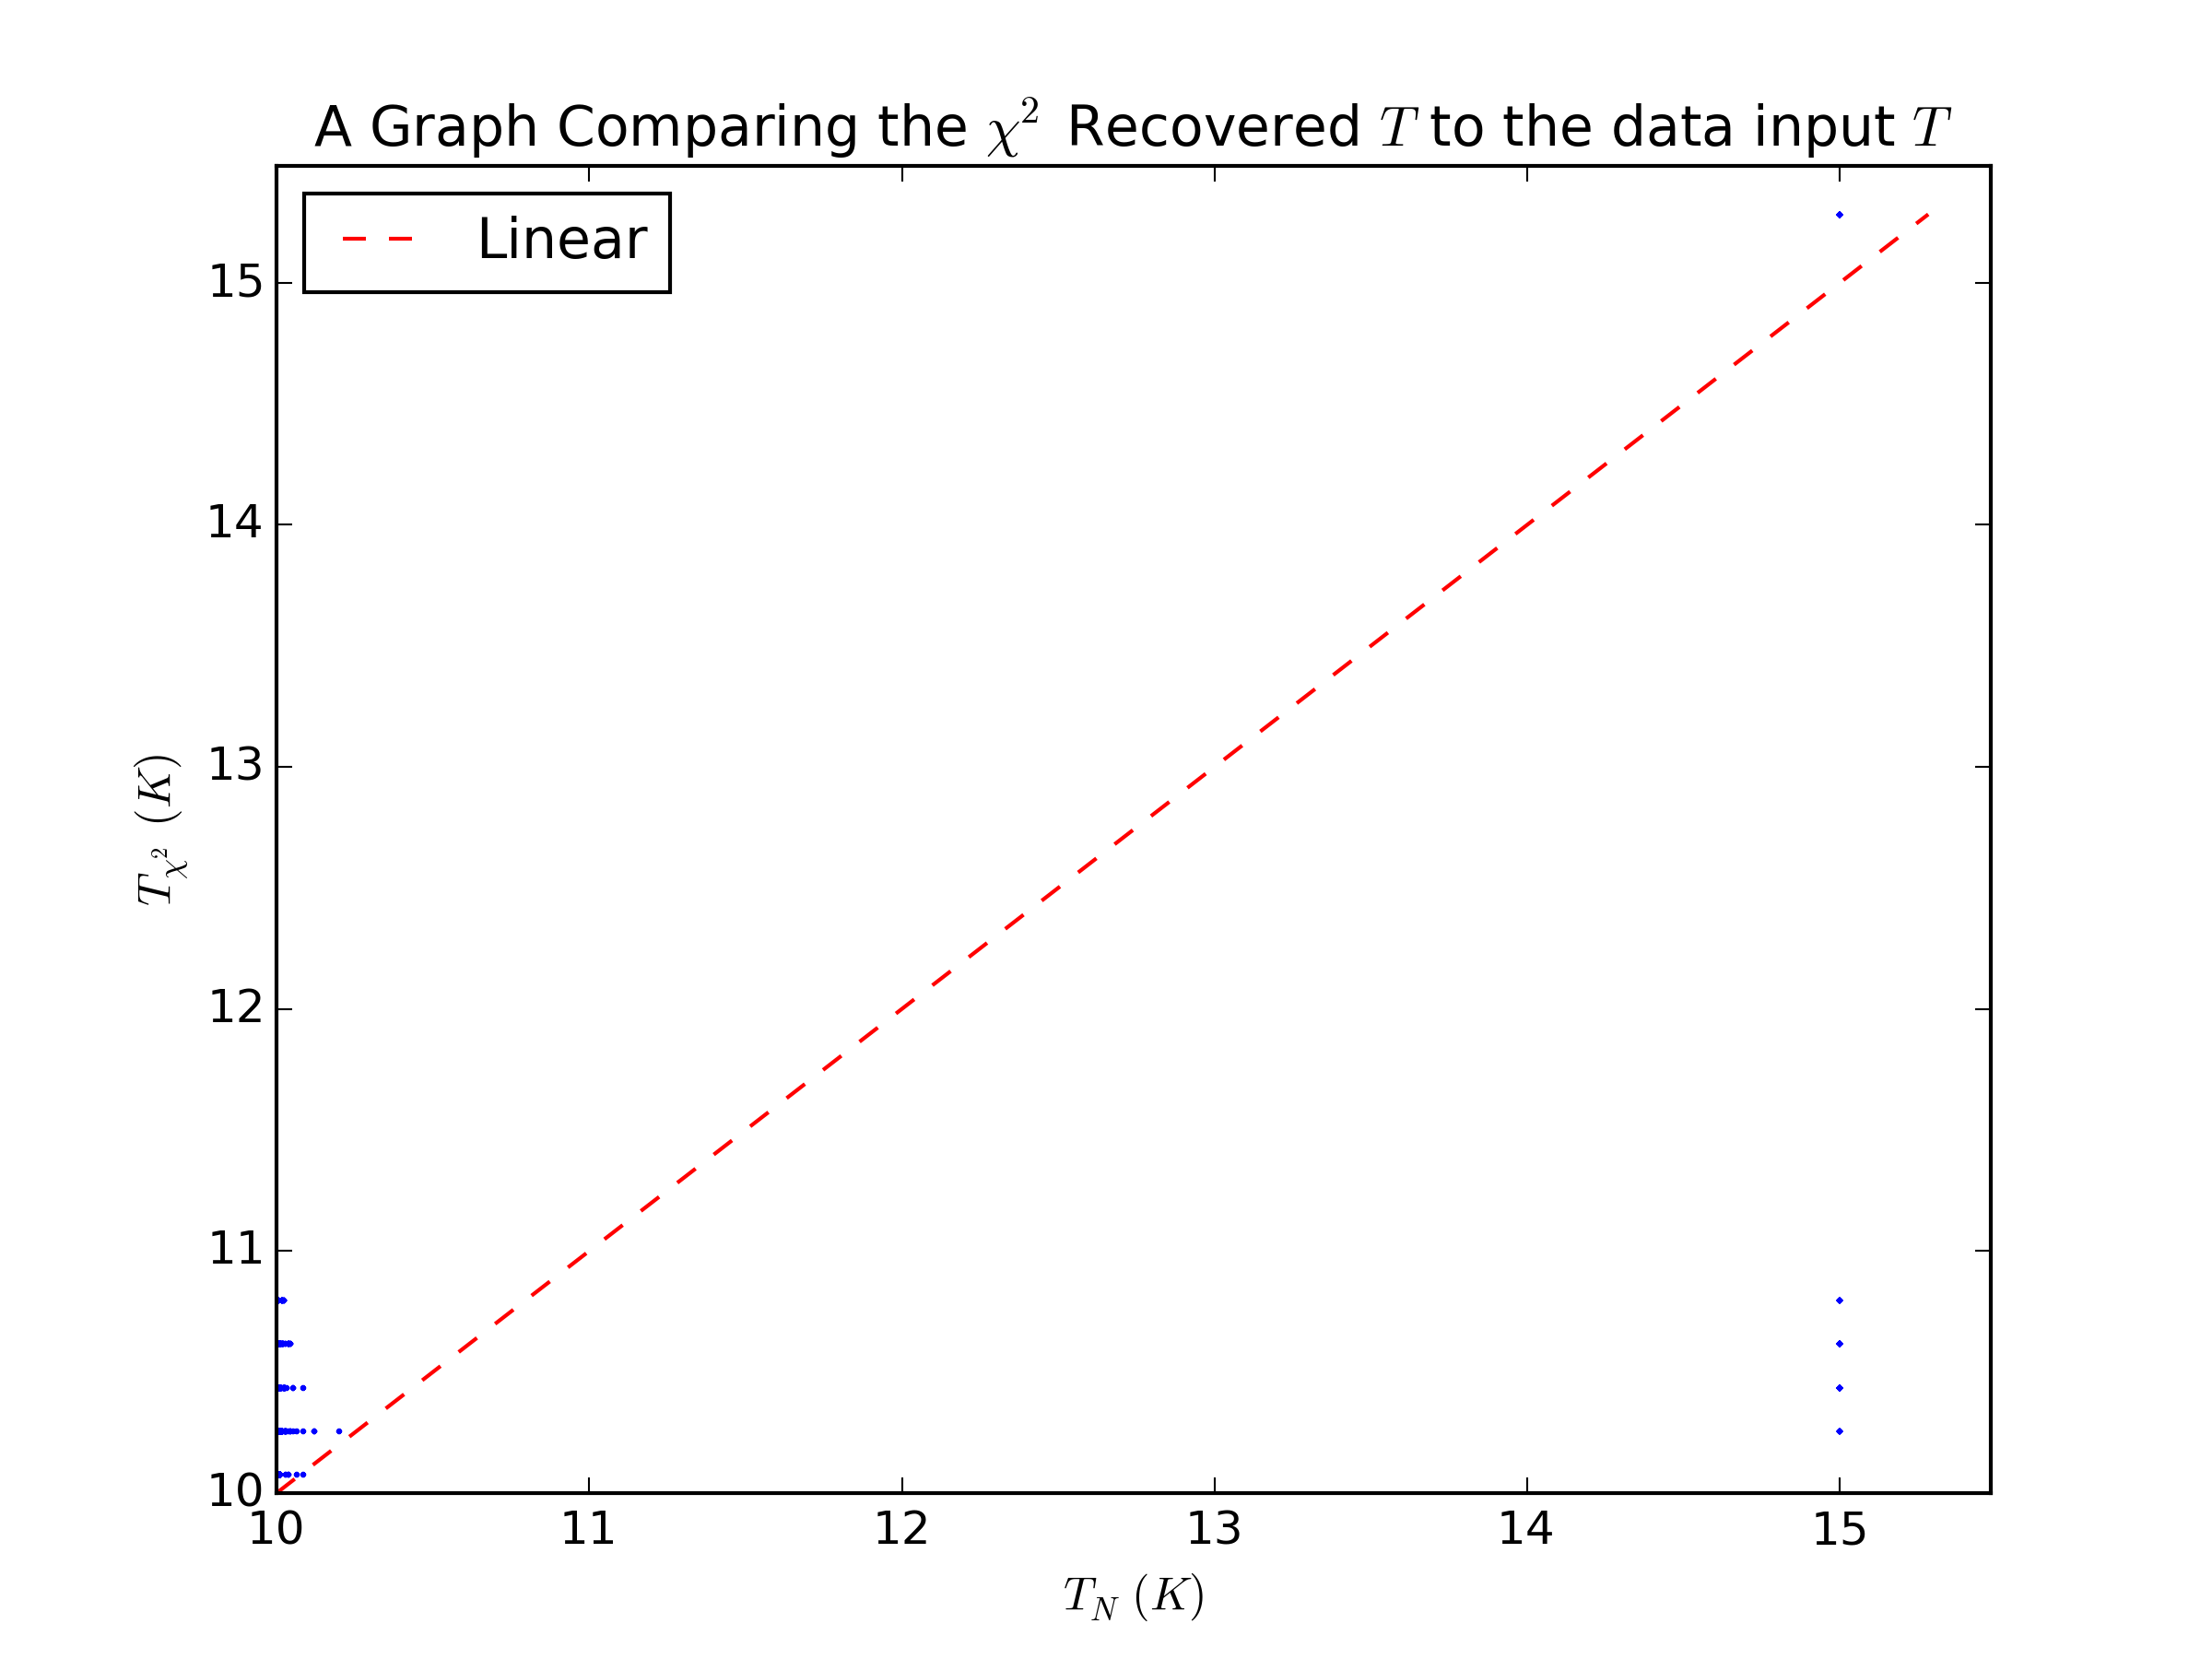 A Graph Comparing the χ² Recovered T to the data input T
Linear
15
14
13
12
11
10
T_χ² (K)
10 11 12 13 14 15
T_N (K)